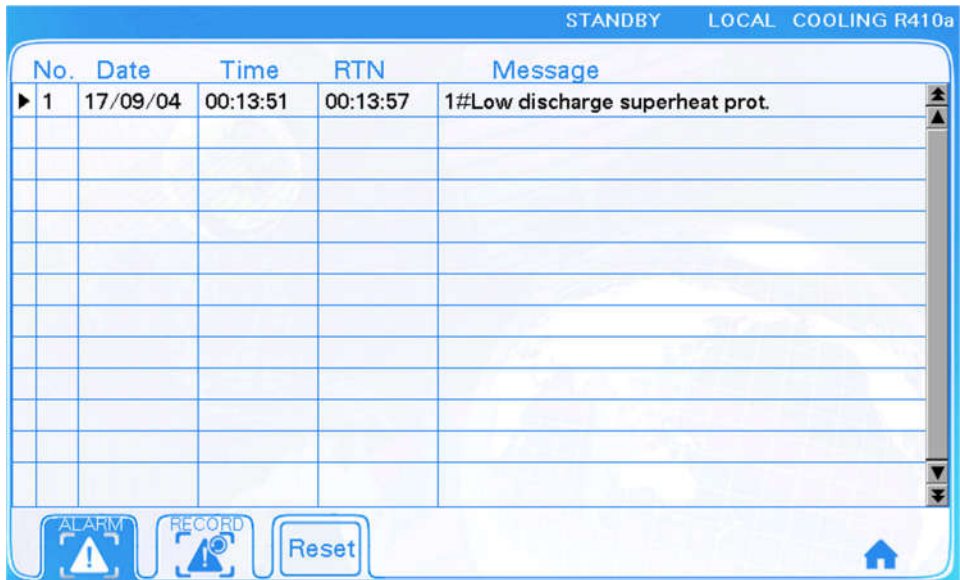 STANDBY LOCAL COOLING R410a
No. Date Time RTN Message
1 17/09/04 00:13:51 00:13:57 1#Low discharge superheat prot.
ALARM RECORD Reset